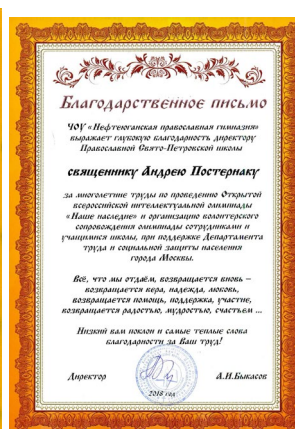 Благодарственное письмо
ЧОУ «Нефтеюганская православная гимназия»
выражает глубокую благодарность директору
Православной Свято-Петровской школы
священнику Андрею Постернаку
за многолетние труды по проведению Открытой
всероссийской интеллектуальной олимпиады
«Наше наследие» и организацию волонтерского
сопровождения олимпиады сотрудниками и
учащимися школы, при поддержке Департамента
труда и социальной защиты населения
города Москвы.
Всё, что мы отдаём, возвращается вновь –
возвращается вера, надежда, любовь,
возвращается помощь, поддержка, участие,
возвращается радостью, мудростью, счастьем ...
Низкий вам поклон и самые теплые слова
благодарности за Ваш труд!
Директор А.И.Быкасов
2018 год